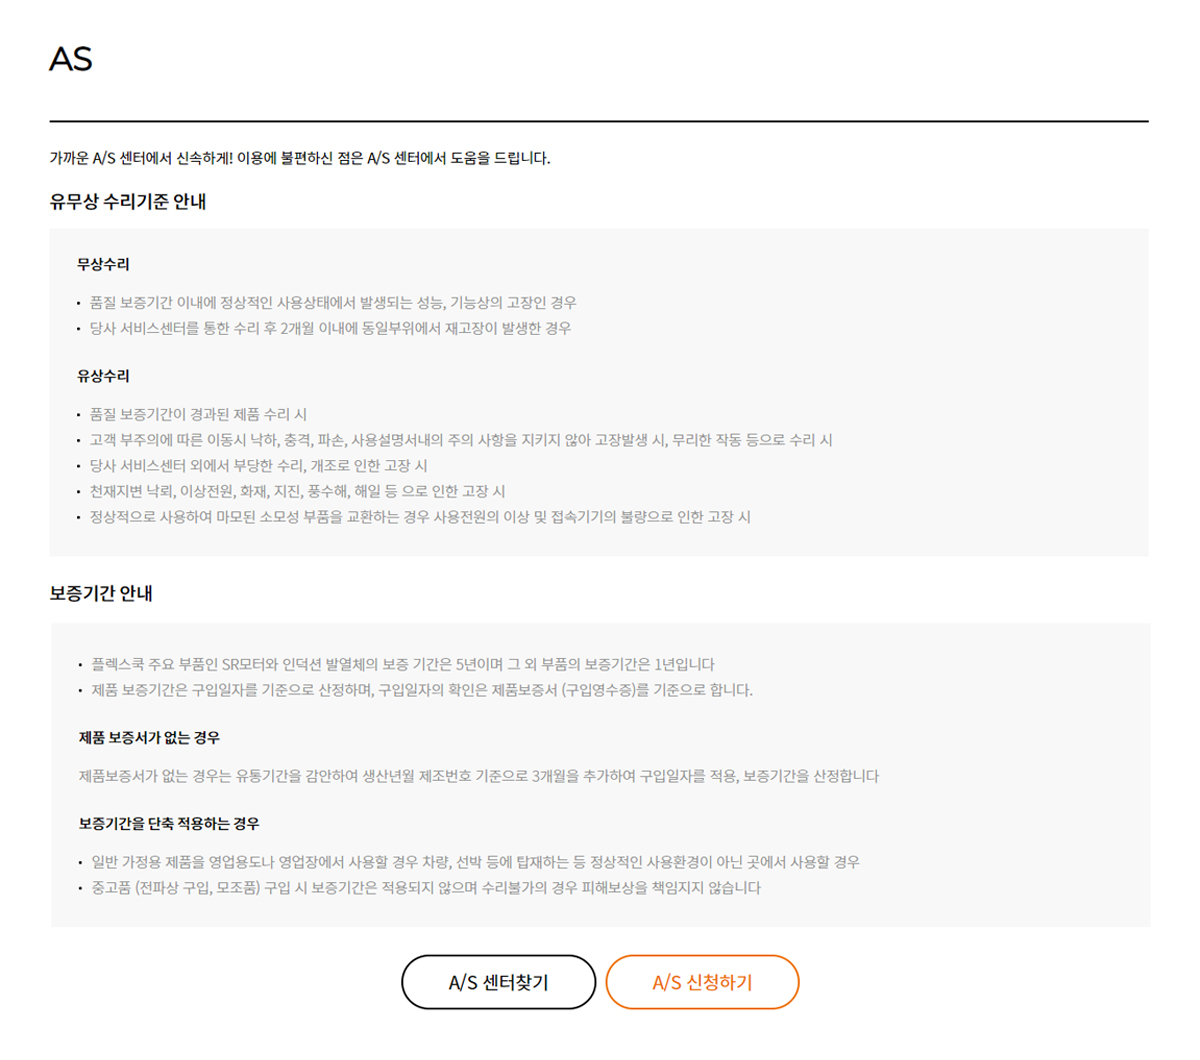 AS
가까운 A/S 센터에서 신속하게! 이용에 불편하신 점은 A/S 센터에서 도움을 드립니다.
유무상 수리기준 안내
무상수리
• 품질 보증기간 이내에 정상적인 사용상태에서 발생되는 성능, 기능상의 고장인 경우
• 당사 서비스센터를 통한 수리 후 2개월 이내에 동일부위에서 재고장이 발생한 경우
유상수리
• 품질 보증기간이 경과된 제품 수리 시
• 고객 부주의에 따른 이동시 낙하, 충격, 파손, 사용설명서내의 주의 사항을 지키지 않아 고장발생 시, 무리한 작동 등으로 수리 시
• 당사 서비스센터 외에서 부당한 수리, 개조로 인한 고장 시
• 천재지변 낙뢰, 이상전원, 화재, 지진, 풍수해, 해일 등 으로 인한 고장 시
• 정상적으로 사용하여 마모된 소모성 부품을 교환하는 경우 사용전원의 이상 및 접속기기의 불량으로 인한 고장 시
보증기간 안내
• 플렉스쿡 주요 부품인 SR모터와 인덕션 발열체의 보증 기간은 5년이며 그 외 부품의 보증기간은 1년입니다
• 제품 보증기간은 구입일자를 기준으로 산정하며, 구입일자의 확인은 제품보증서 (구입영수증)를 기준으로 합니다.
제품 보증서가 없는 경우
제품보증서가 없는 경우는 유통기간을 감안하여 생산년월 제조번호 기준으로 3개월을 추가하여 구입일자를 적용, 보증기간을 산정합니다
보증기간을 단축 적용하는 경우
• 일반 가정용 제품을 영업용도나 영업장에서 사용할 경우 차량, 선박 등에 탑재하는 등 정상적인 사용환경이 아닌 곳에서 사용할 경우
• 중고품 (전파상 구입, 모조품) 구입 시 보증기간은 적용되지 않으며 수리불가의 경우 피해보상을 책임지지 않습니다
A/S 센터찾기
A/S 신청하기